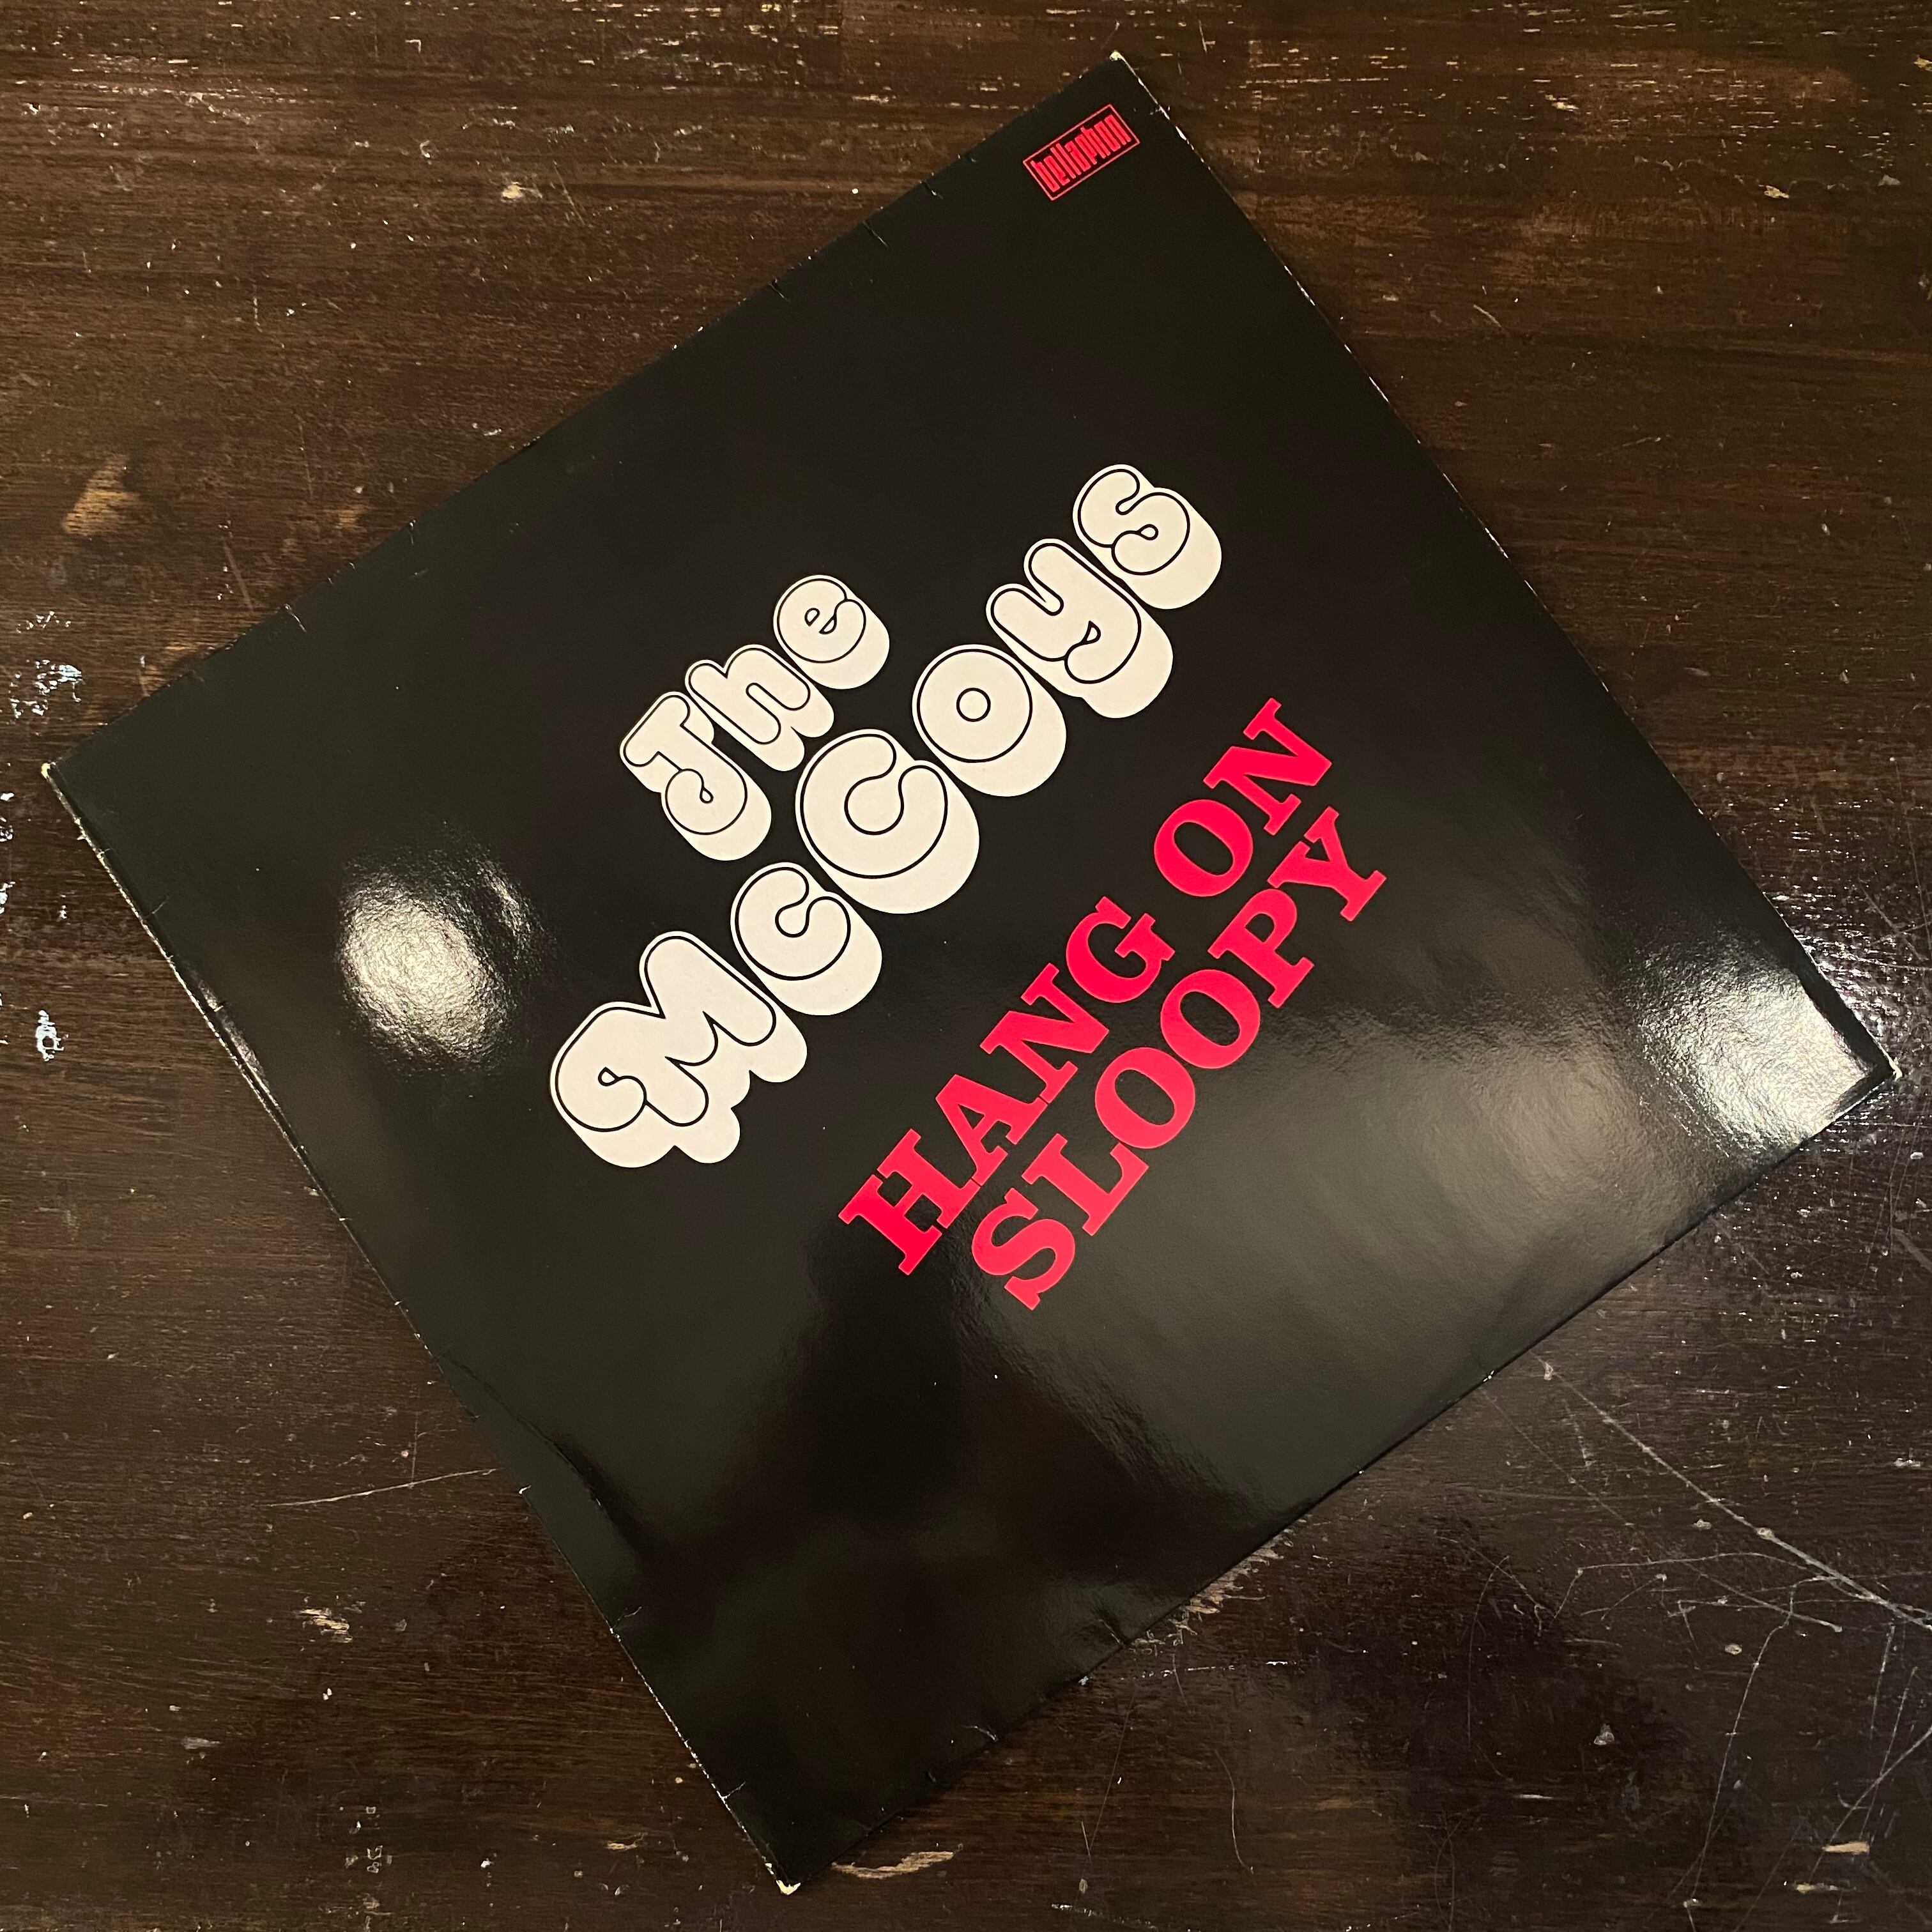 bellaphon
The
McCoys
HANG ON
SLOOPY